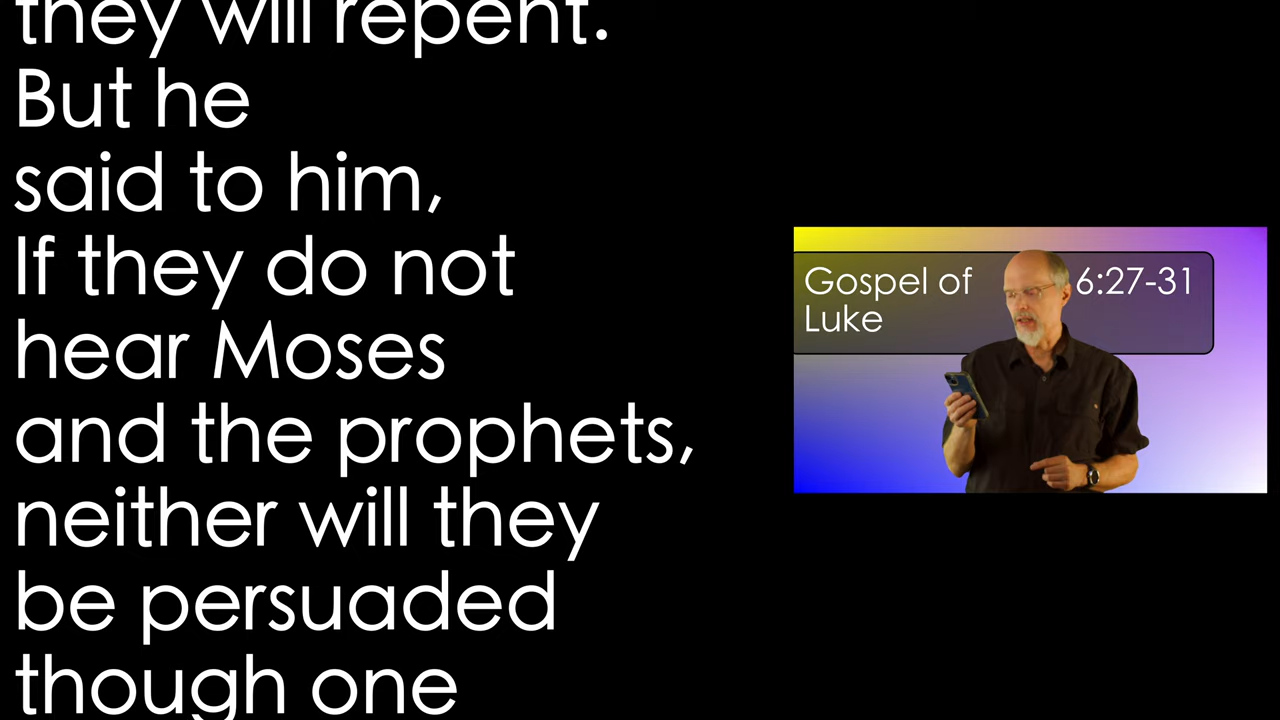 they will repent.
But he
said to him,
If they do not
hear Moses
and the prophets,
neither will they
be persuaded
though one
Gospel of
Luke
6:27-31